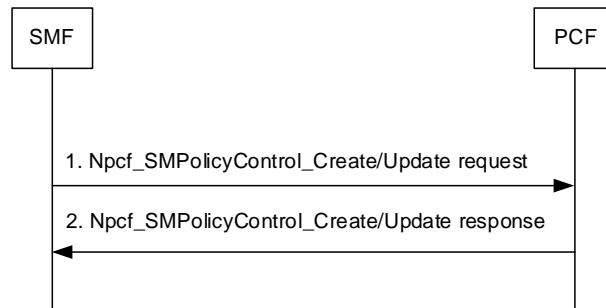 SMF
PCF
1. Npcf_SMPolicyControl_Create/Update request
2. Npcf_SMPolicyControl_Create/Update response